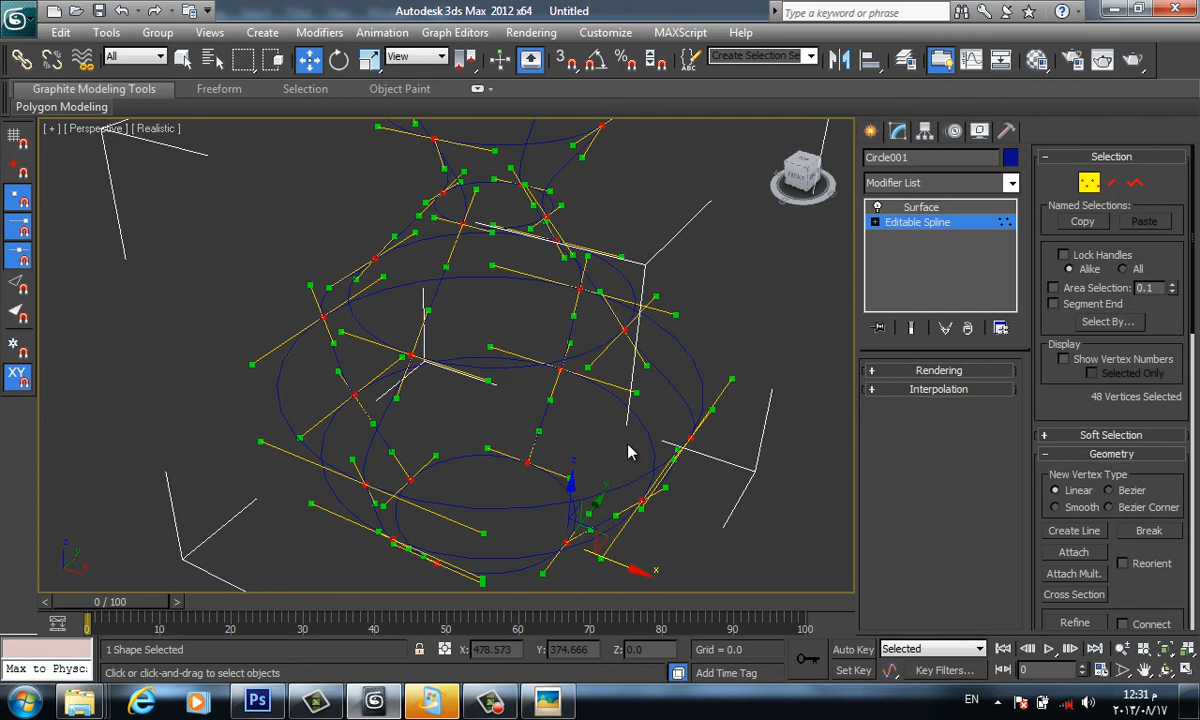 Autodesk 3ds Max 2012 x64 Untitled
Type a keyword or phrase
Edit Tools Group Views Create Modifiers Animation Graph Editors Rendering Customize MAXScript Help
All View 3 Create Selection Se
Graphite Modeling Tools Freeform Selection Object Paint
Polygon Modeling
[ + ] [ Perspective ] [ Realistic ]
FRONT
Circle001
Modifier List
Surface
Editable Spline
Rendering
Interpolation
Selection
Named Selections:
Copy Paste
Lock Handles
Alike All
Area Selection: 0.1
Segment End
Select By...
Display
Show Vertex Numbers
Selected Only
48 Vertices Selected
Soft Selection
Geometry
New Vertex Type
Linear Bezier
Smooth Bezier Corner
Create Line Break
Attach
Reorient
Attach Mult.
Cross Section
Refine Connect
XY
z y x
z y x
< 0 / 100 >
0 10 20 30 40 50 60 70 80 90 100
1 Shape Selected X: 478.573 Y: 374.666 Z: 0.0 Grid = 0.0 Auto Key Selected
Max to Physc Click or click-and-drag to select objects Add Time Tag Set Key Key Filters... 0
Ps EN م 12:31
٢٠١٣/٠٨/١٧